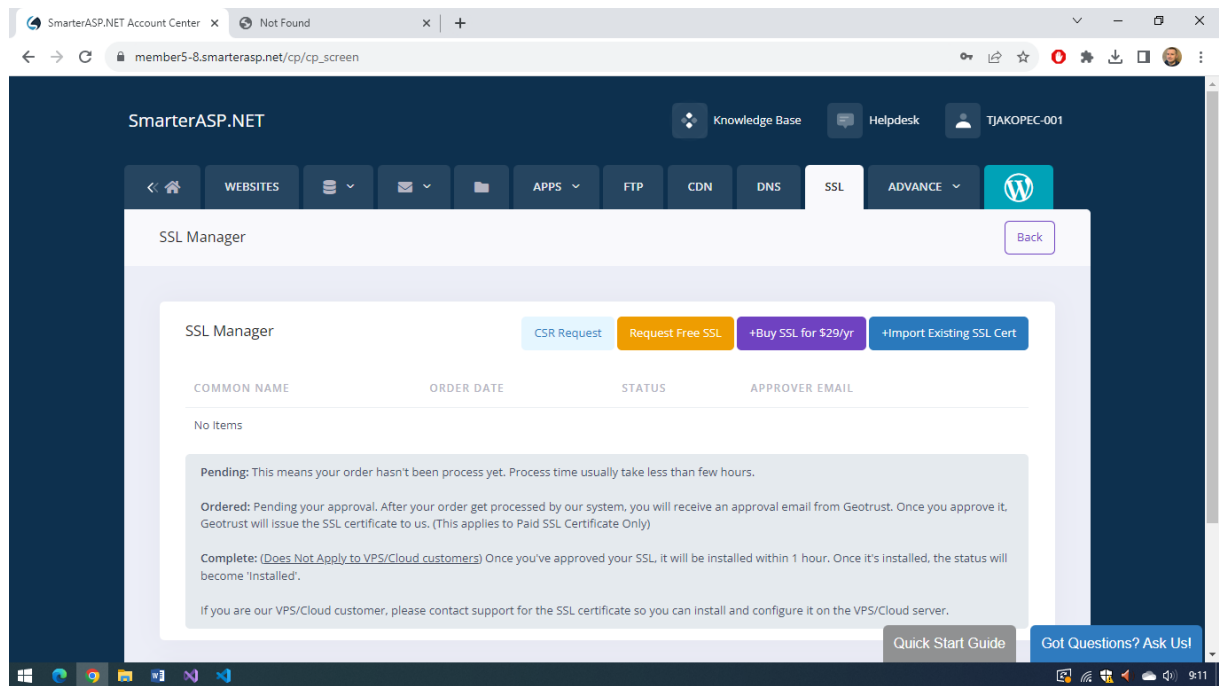 SmarterASP.NET Account Center
Not Found
member5-8.smarterasp.net/cp/cp_screen
SmarterASP.NET
Knowledge Base
Helpdesk
TJAKOPEC-001
WEBSITES
APPS
FTP
CDN
DNS
SSL
ADVANCE
SSL Manager
Back
SSL Manager
CSR Request
Request Free SSL
+Buy SSL for $29/yr
+Import Existing SSL Cert
COMMON NAME
ORDER DATE
STATUS
APPROVER EMAIL
No Items
Pending: This means your order hasn't been process yet. Process time usually take less than few hours.
Ordered: Pending your approval. After your order get processed by our system, you will receive an approval email from Geotrust. Once you approve it,
Geotrust will issue the SSL certificate to us. (This applies to Paid SSL Certificate Only)
Complete: (Does Not Apply to VPS/Cloud customers) Once you've approved your SSL, it will be installed within 1 hour. Once it's installed, the status will
become 'Installed'.
If you are our VPS/Cloud customer, please contact support for the SSL certificate so you can install and configure it on the VPS/Cloud server.
Quick Start Guide
Got Questions? Ask Us!
9:11